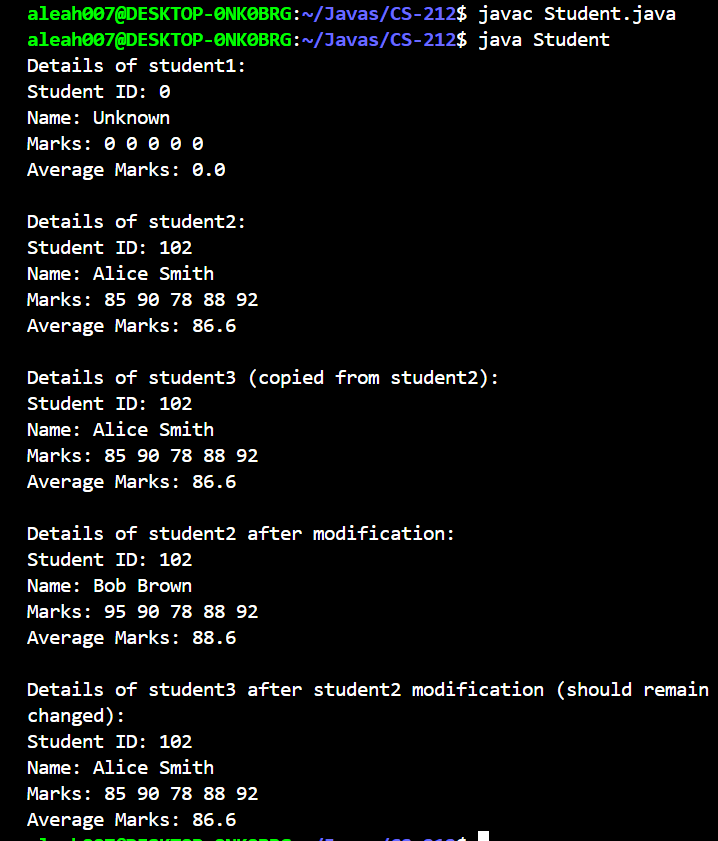 aleah007@DESKTOP-0NK0BRG:~/Javas/CS-212$ javac Student.java
aleah007@DESKTOP-0NK0BRG:~/Javas/CS-212$ java Student
Details of student1:
Student ID: 0
Name: Unknown
Marks: 0 0 0 0 0
Average Marks: 0.0
Details of student2:
Student ID: 102
Name: Alice Smith
Marks: 85 90 78 88 92
Average Marks: 86.6
Details of student3 (copied from student2):
Student ID: 102
Name: Alice Smith
Marks: 85 90 78 88 92
Average Marks: 86.6
Details of student2 after modification:
Student ID: 102
Name: Bob Brown
Marks: 95 90 78 88 92
Average Marks: 88.6
Details of student3 after student2 modification (should remain
changed):
Student ID: 102
Name: Alice Smith
Marks: 85 90 78 88 92
Average Marks: 86.6
aleah007@DESKTOP-0NK0BRG:~/Javas/CS-212$